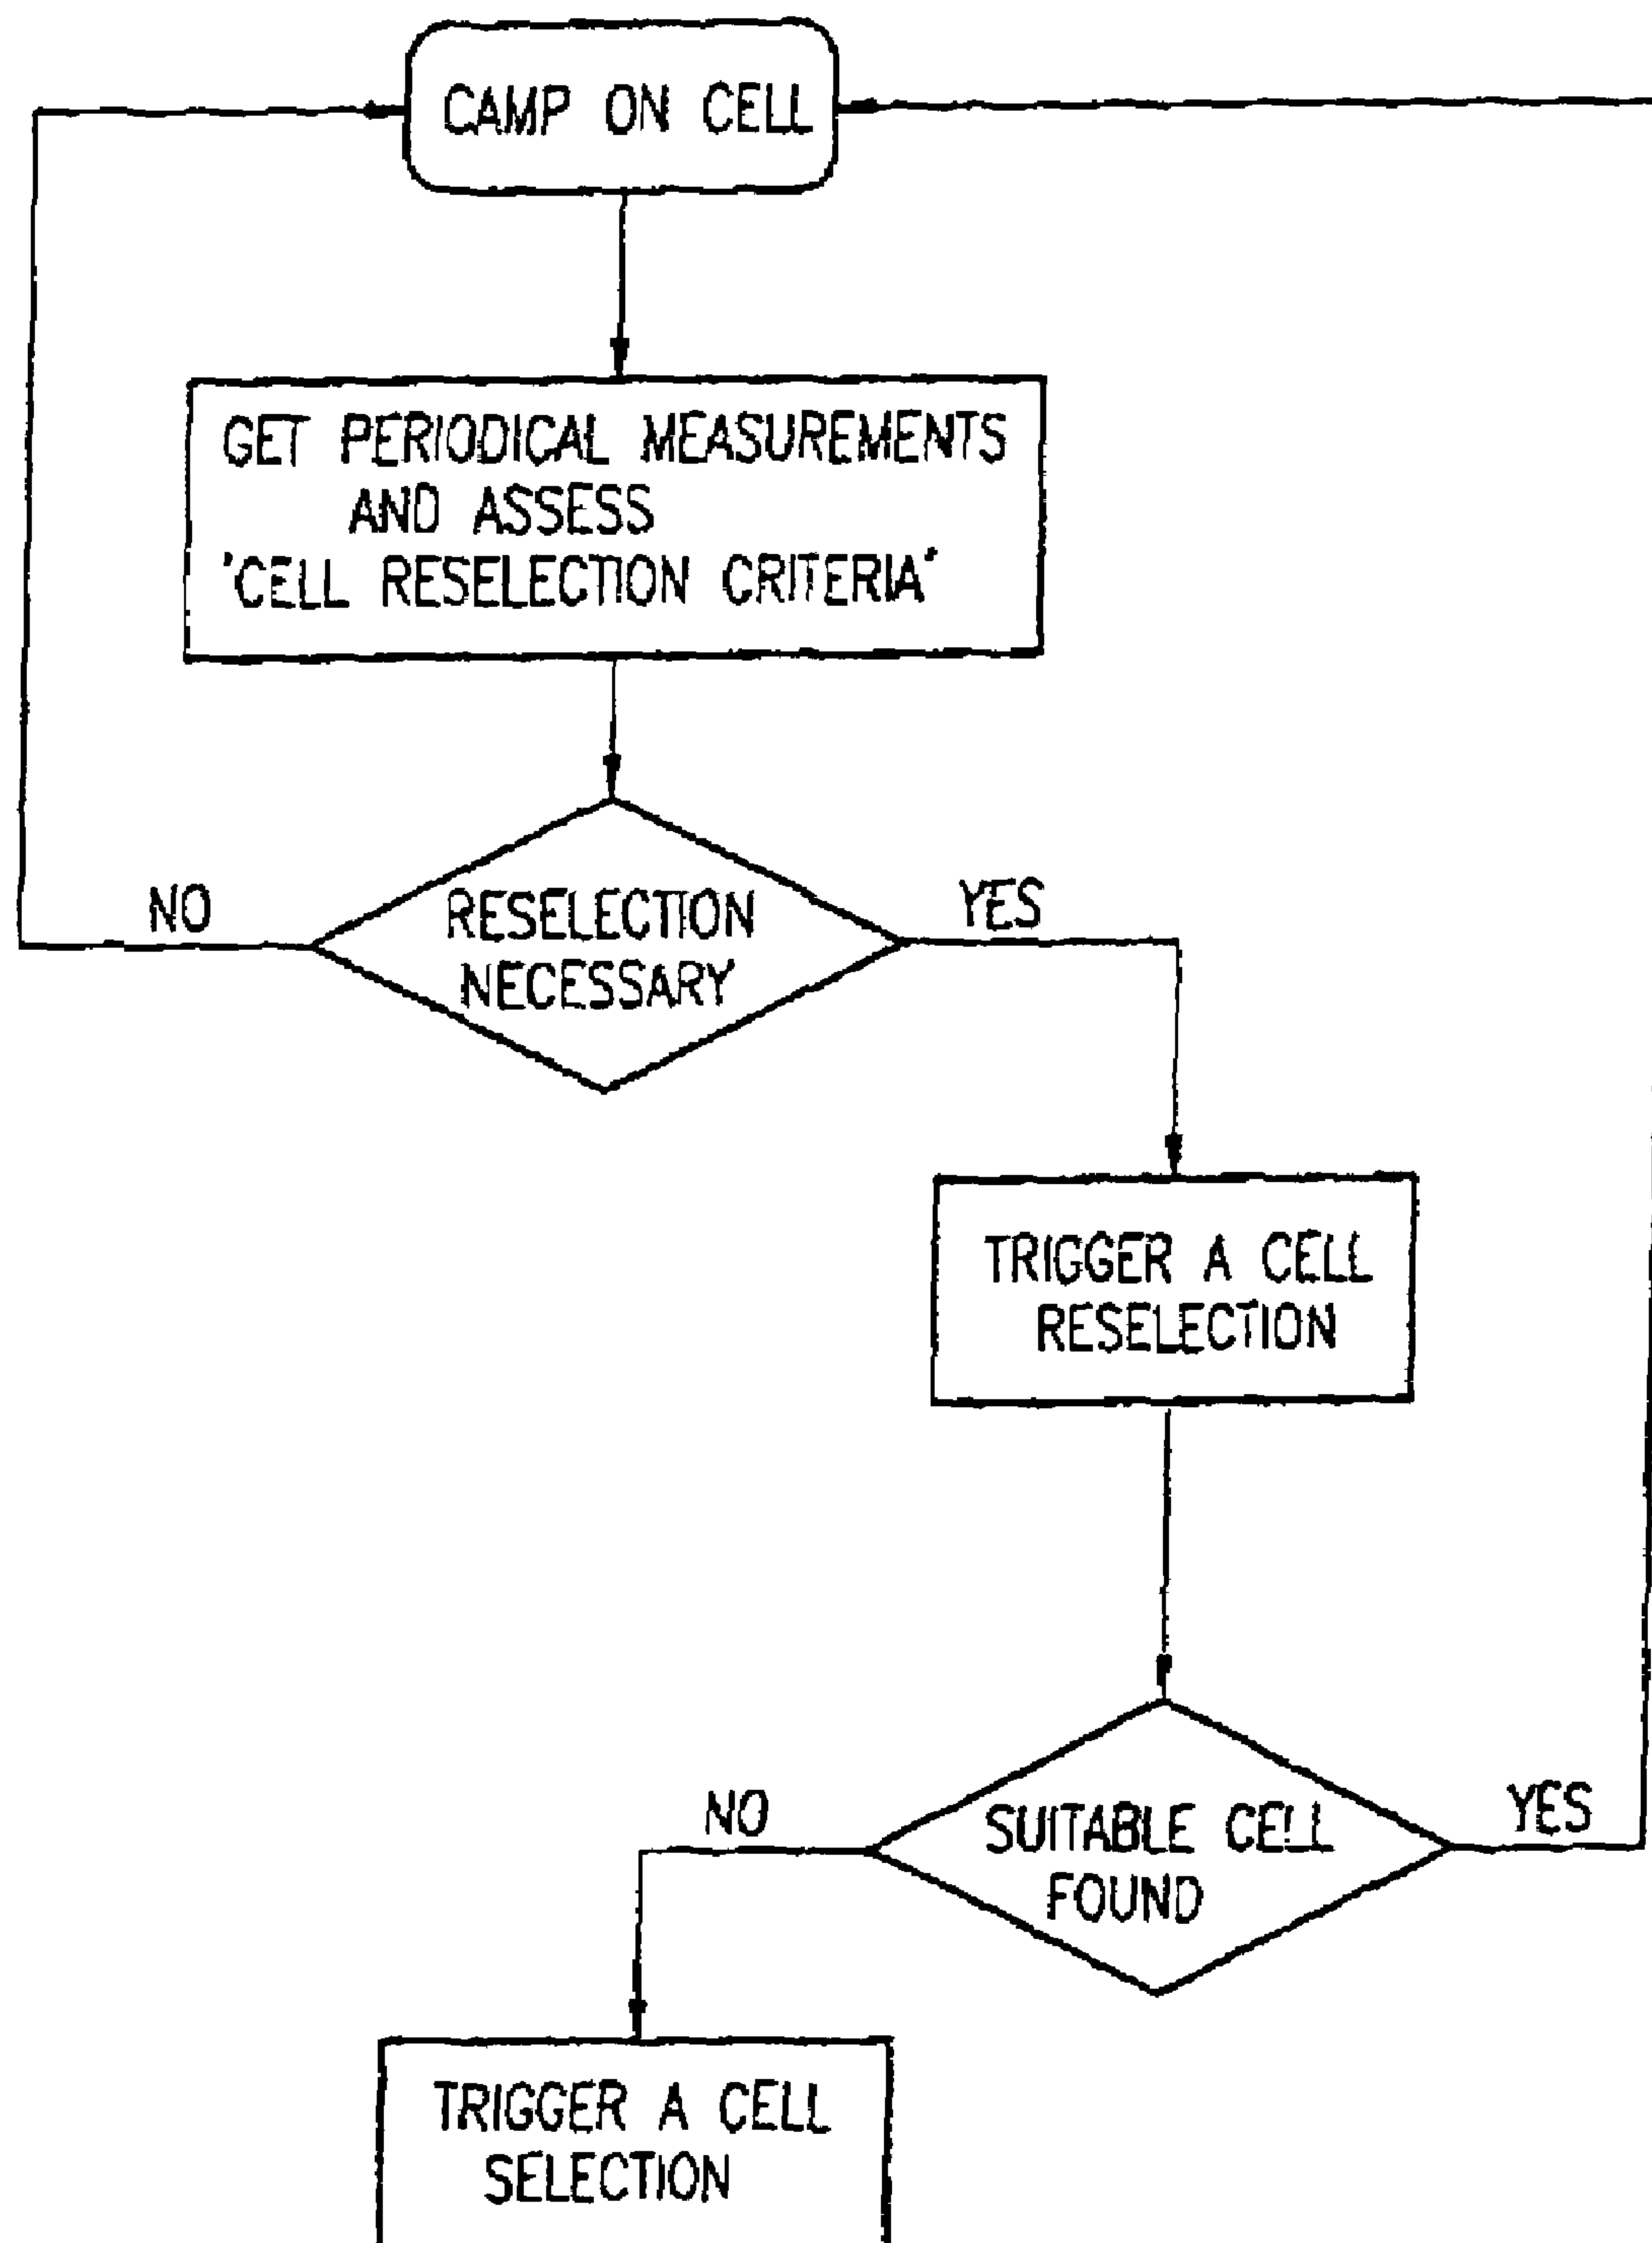 CAMP ON CELL
GET PERIODICAL MEASUREMENTS
AND ASSESS
"CELL RESELECTION CRITERIA"
NO
RESELECTION
NECESSARY
YES
TRIGGER A CELL
RESELECTION
NO
SUITABLE CELL
FOUND
YES
TRIGGER A CELL
SELECTION